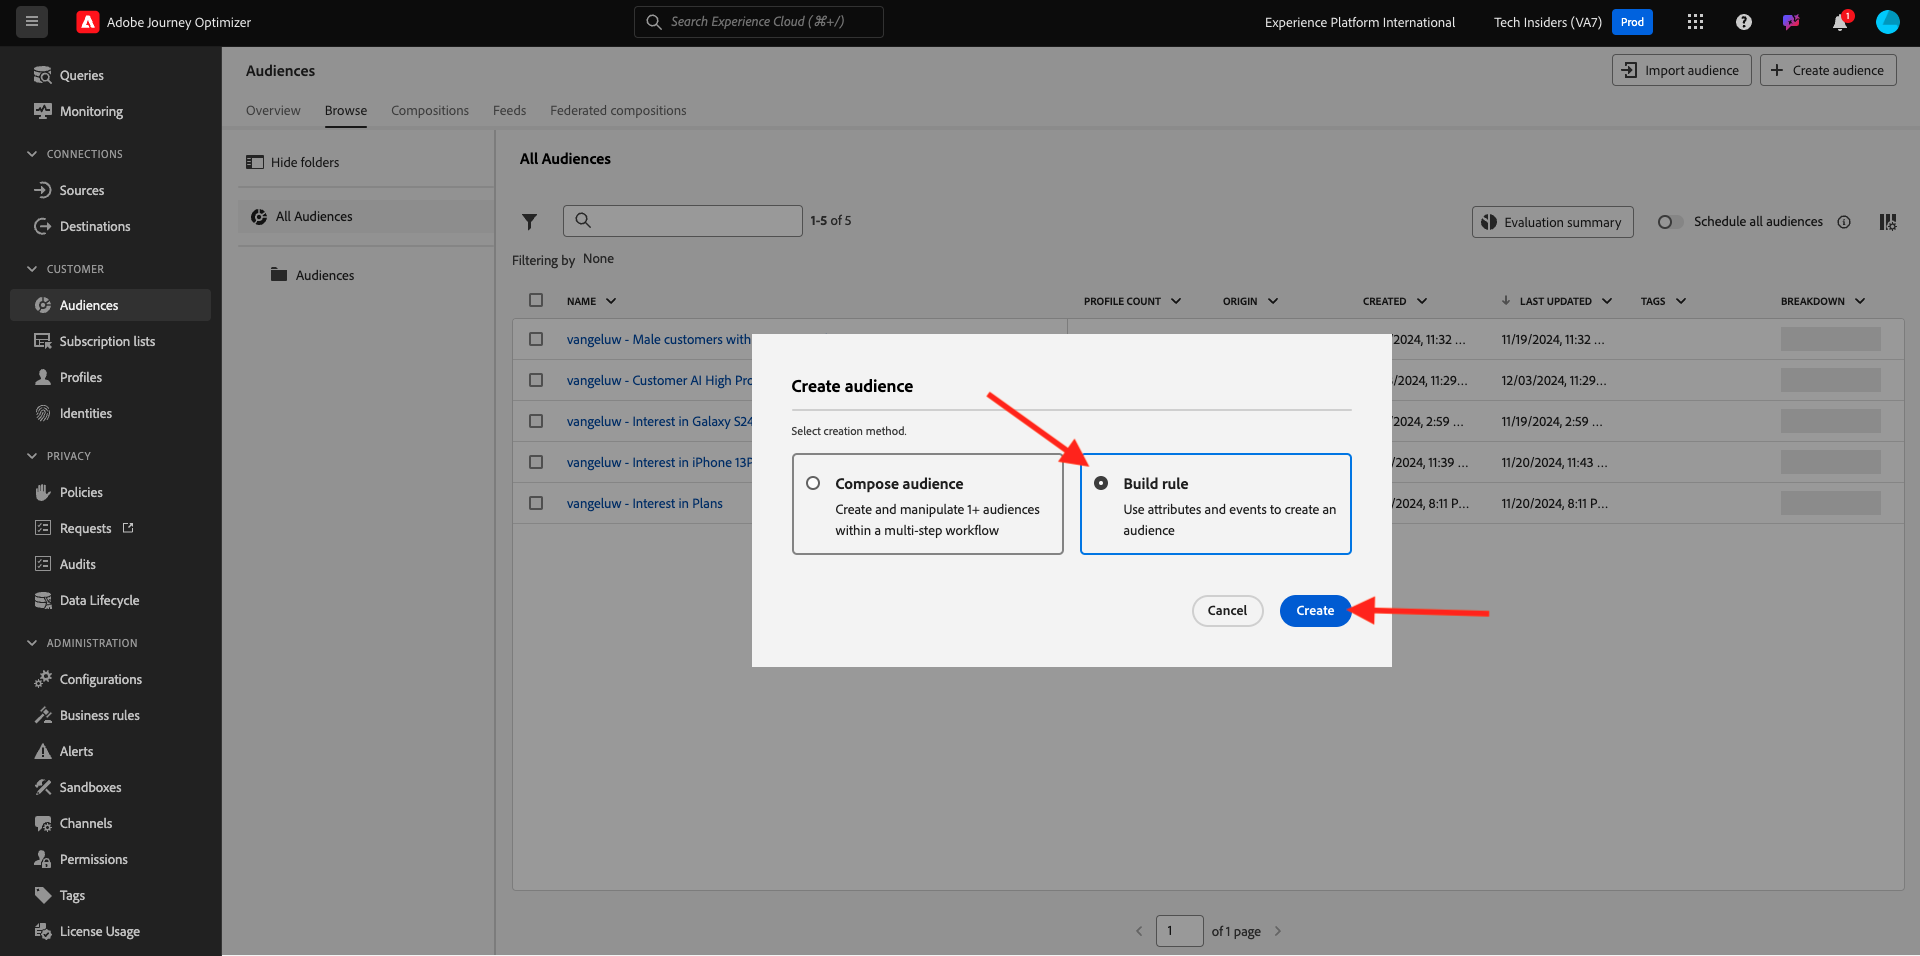 Adobe Journey Optimizer
Search Experience Cloud (⌘+/)
Experience Platform International
Tech Insiders (VA7)
Prod
1
Queries
Monitoring
CONNECTIONS
Sources
Destinations
CUSTOMER
Audiences
Subscription lists
Profiles
Identities
PRIVACY
Policies
Requests
Audits
Data Lifecycle
ADMINISTRATION
Configurations
Business rules
Alerts
Sandboxes
Channels
Permissions
Tags
License Usage
Audiences
Import audience
Create audience
Overview
Browse
Compositions
Feeds
Federated compositions
Hide folders
All Audiences
Audiences
All Audiences
1-5 of 5
Evaluation summary
Schedule all audiences
Filtering by None
NAME
PROFILE COUNT
ORIGIN
CREATED
LAST UPDATED
TAGS
BREAKDOWN
vangeluw - Male customers with
2024, 11:32 ...
11/19/2024, 11:32 ...
vangeluw - Customer AI High Pro
/2024, 11:29...
12/03/2024, 11:29...
vangeluw - Interest in Galaxy S24
2024, 2:59 ...
11/19/2024, 2:59 ...
vangeluw - Interest in iPhone 13P
/2024, 11:39 ...
11/20/2024, 11:43 ...
vangeluw - Interest in Plans
/2024, 8:11 P...
11/20/2024, 8:11 P...
Create audience
Select creation method.
Compose audience
Create and manipulate 1+ audiences
within a multi-step workflow
Build rule
Use attributes and events to create an
audience
Cancel
Create
1
of 1 page